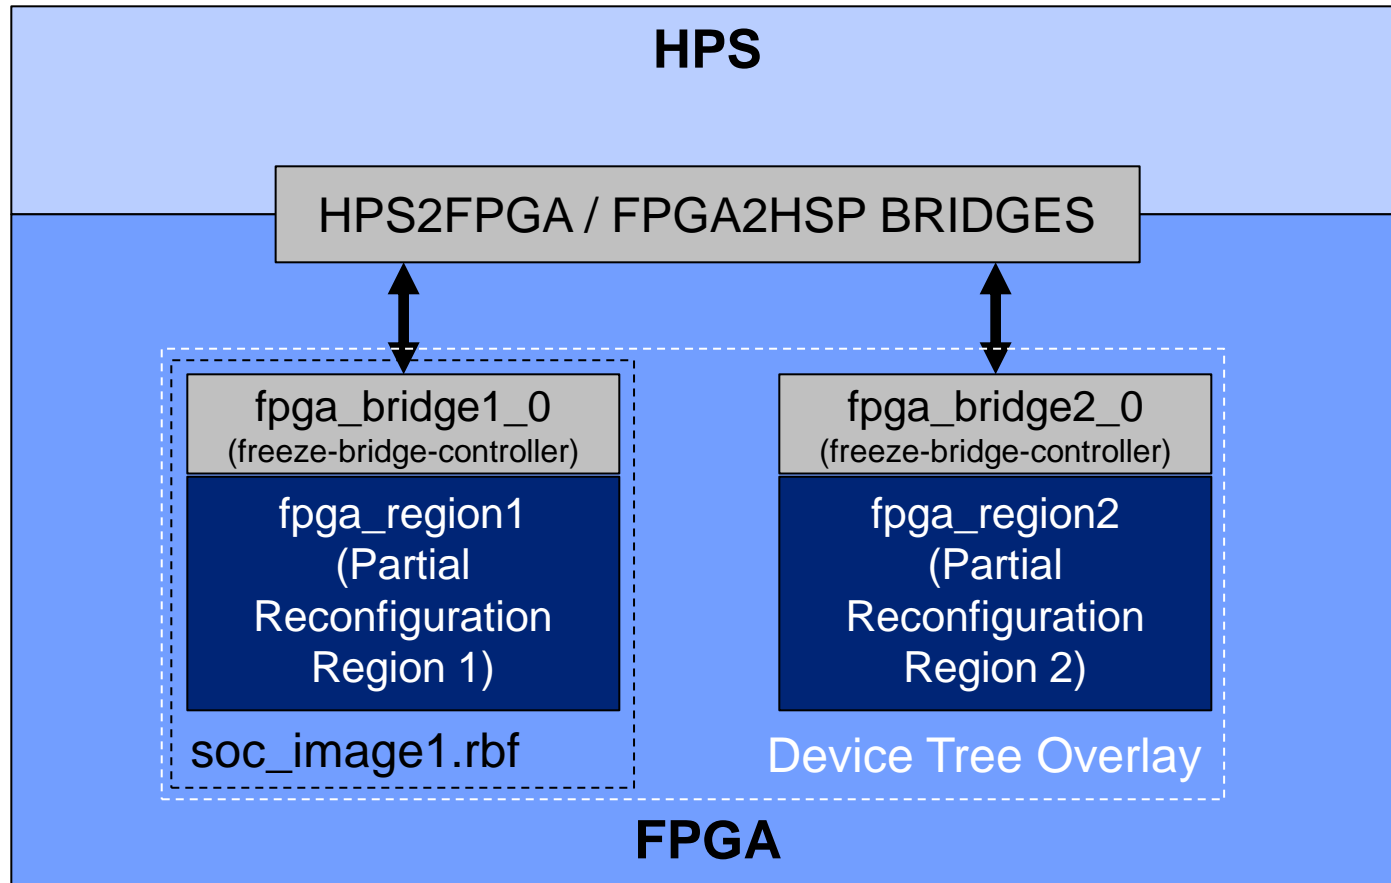 HPS
HPS2FPGA / FPGA2HSP BRIDGES
fpga_bridge1_0
(freeze-bridge-controller)
fpga_region1
(Partial
Reconfiguration
Region 1)
soc_image1.rbf
fpga_bridge2_0
(freeze-bridge-controller)
fpga_region2
(Partial
Reconfiguration
Region 2)
Device Tree Overlay
FPGA